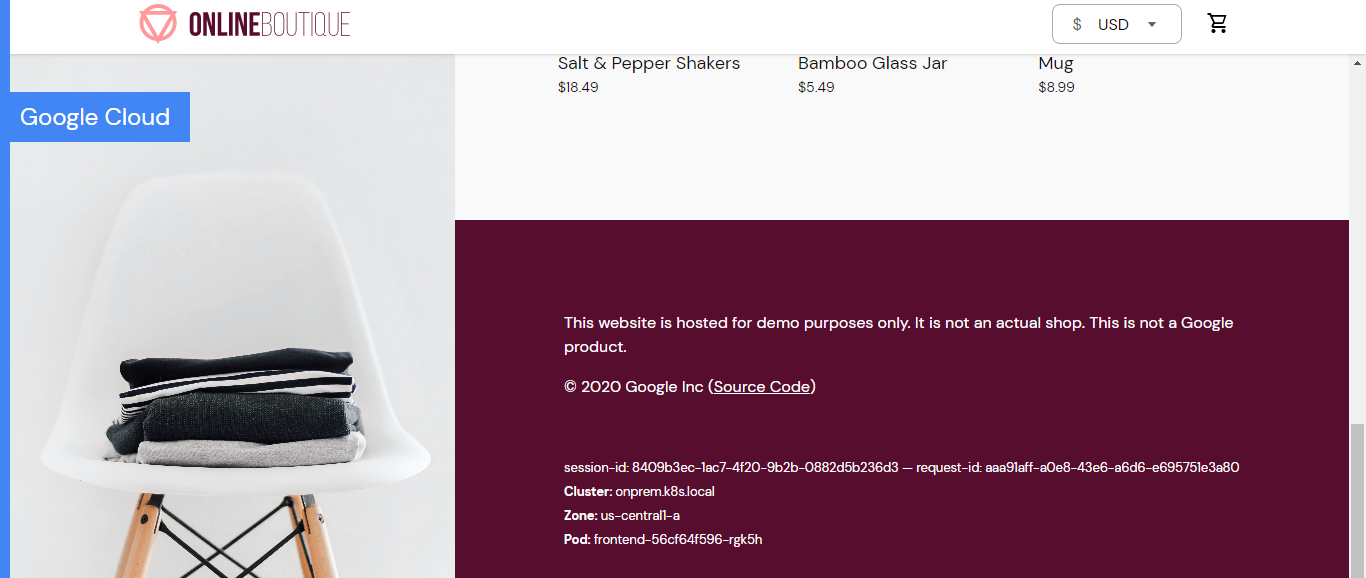 ONLINEBOUTIQUE
$ USD
Google Cloud
Salt & Pepper Shakers
$18.49
Bamboo Glass Jar
$5.49
Mug
$8.99
This website is hosted for demo purposes only. It is not an actual shop. This is not a Google
product.
© 2020 Google Inc (Source Code)
session-id: 8409b3ec-1ac7-4f20-9b2b-0882d5b236d3 — request-id: aaa91aff-a0e8-43e6-a6d6-e695751e3a80
Cluster: onprem.k8s.local
Zone: us-central1-a
Pod: frontend-56cf64f596-rgk5h